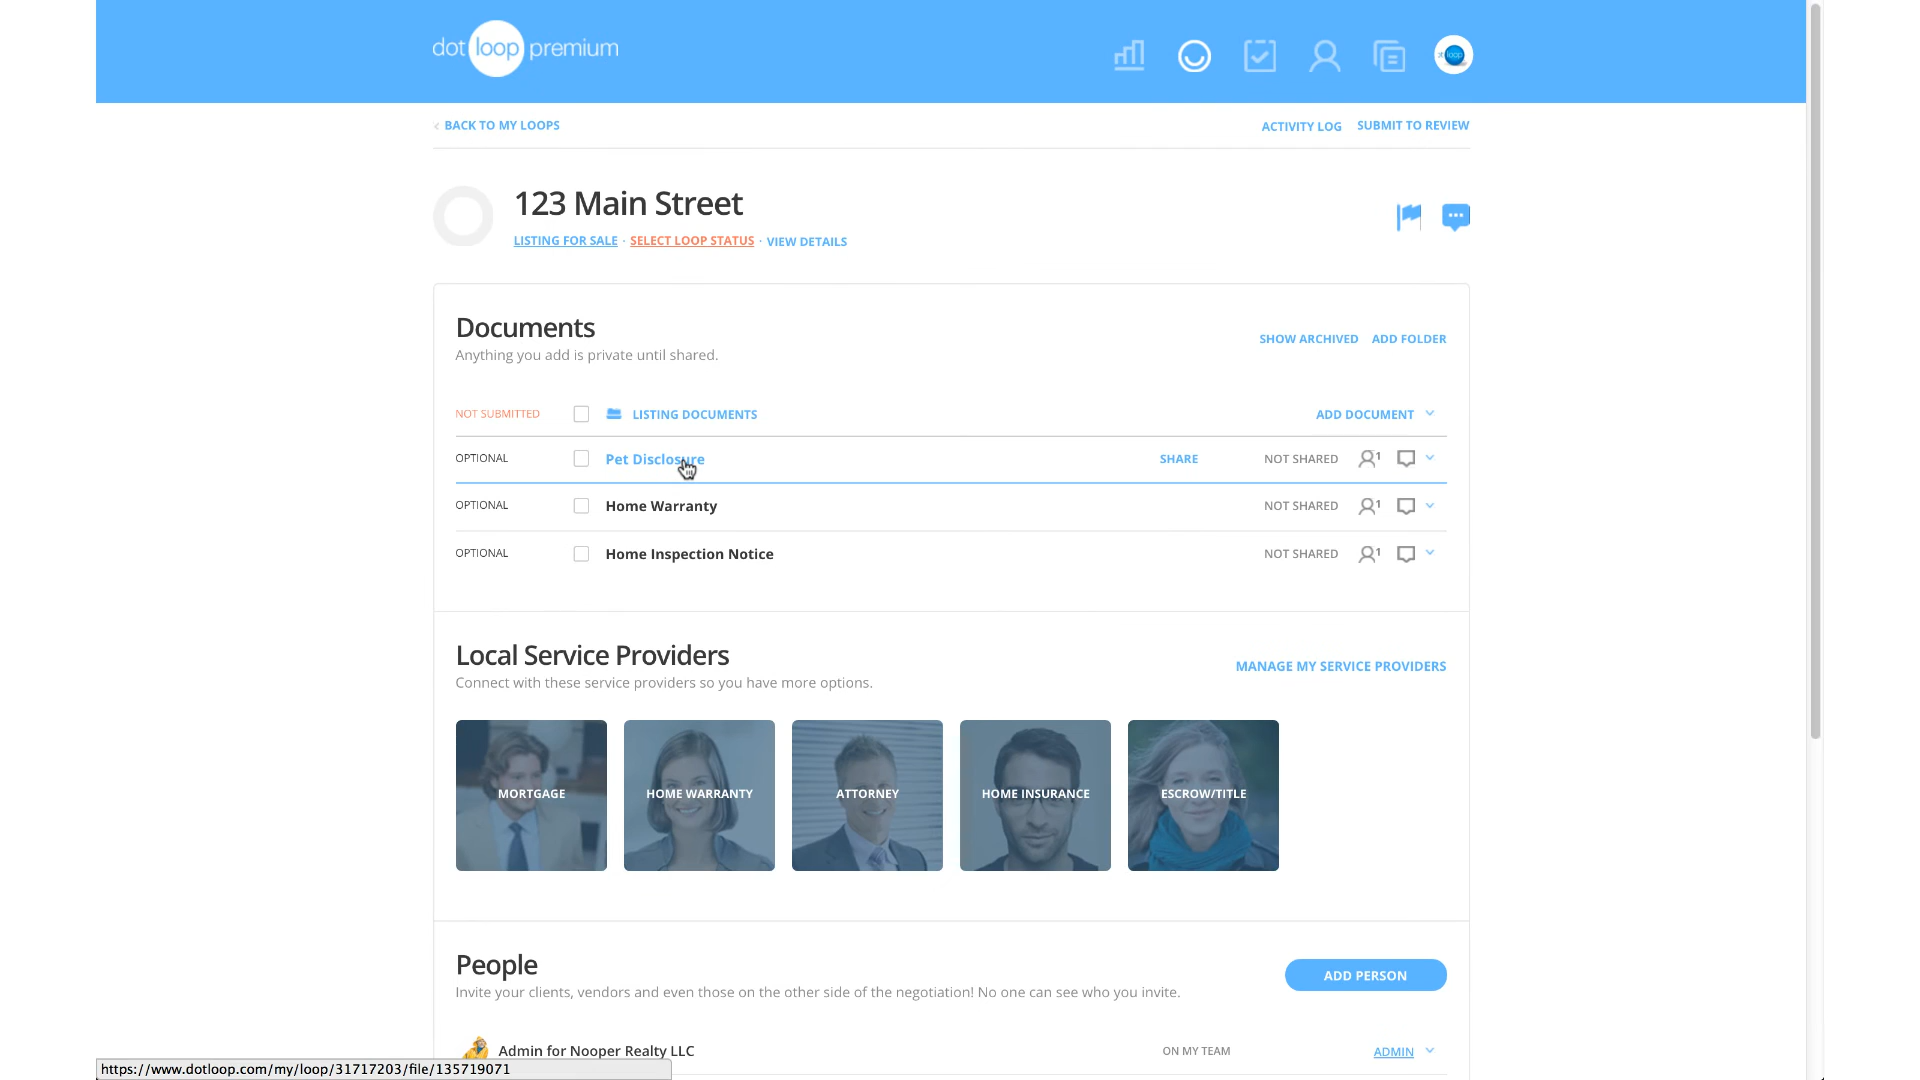 dot loop premium
loop
BACK TO MY LOOPS
ACTIVITY LOG
SUBMIT TO REVIEW
123 Main Street
LISTING FOR SALE · SELECT LOOP STATUS · VIEW DETAILS
Documents
Anything you add is private until shared.
SHOW ARCHIVED
ADD FOLDER
NOT SUBMITTED
LISTING DOCUMENTS
ADD DOCUMENT
OPTIONAL
Pet Disclosure
SHARE
NOT SHARED
1
OPTIONAL
Home Warranty
NOT SHARED
1
OPTIONAL
Home Inspection Notice
NOT SHARED
1
Local Service Providers
Connect with these service providers so you have more options.
MANAGE MY SERVICE PROVIDERS
MORTGAGE
HOME WARRANTY
ATTORNEY
HOME INSURANCE
ESCROW/TITLE
People
Invite your clients, vendors and even those on the other side of the negotiation! No one can see who you invite.
ADD PERSON
Admin for Nooper Realty LLC
ON MY TEAM
ADMIN
https://www.dotloop.com/my/loop/31717203/file/135719071